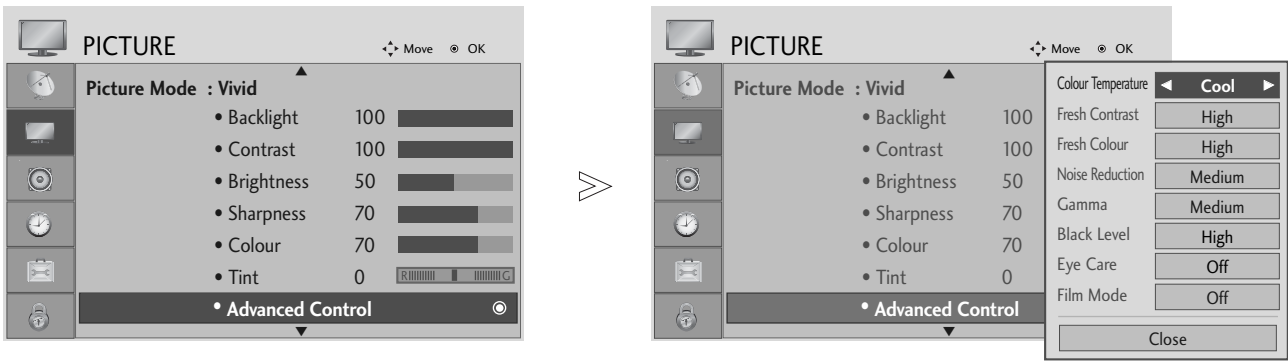 PICTURE
Move OK
Picture Mode : Vivid
• Backlight 100
• Contrast 100
• Brightness 50
• Sharpness 70
• Colour 70
• Tint 0 R G
• Advanced Control
PICTURE
Move OK
Picture Mode : Vivid
• Backlight 100
• Contrast 100
• Brightness 50
• Sharpness 70
• Colour 70
• Tint 0
• Advanced Control
Colour Temperature ◀ Cool ▶
Fresh Contrast High
Fresh Colour High
Noise Reduction Medium
Gamma Medium
Black Level High
Eye Care Off
Film Mode Off
Close